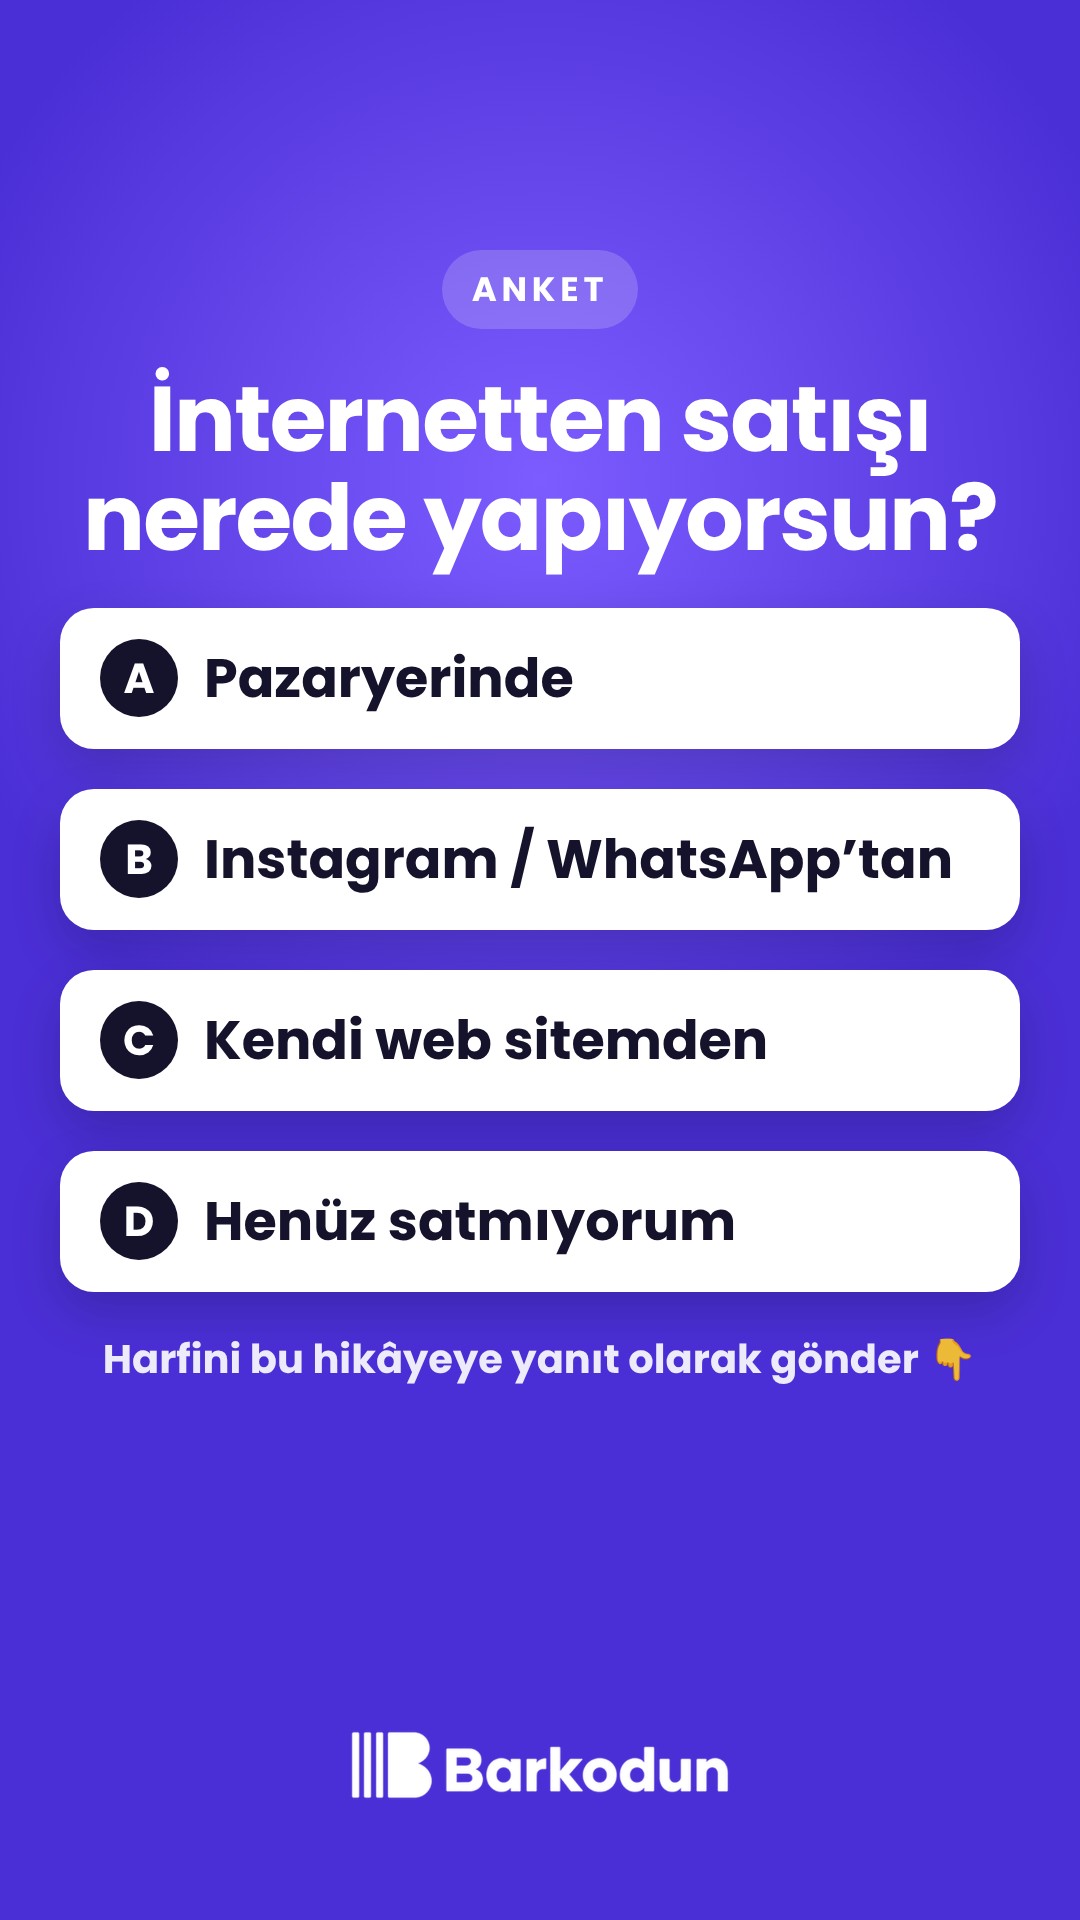 ANKET
İnternetten satışı
nerede yapıyorsun?
A Pazaryerinde
B Instagram / WhatsApp’tan
C Kendi web sitemden
D Henüz satmıyorum
Harfini bu hikâyeye yanıt olarak gönder 👇
Barkodun